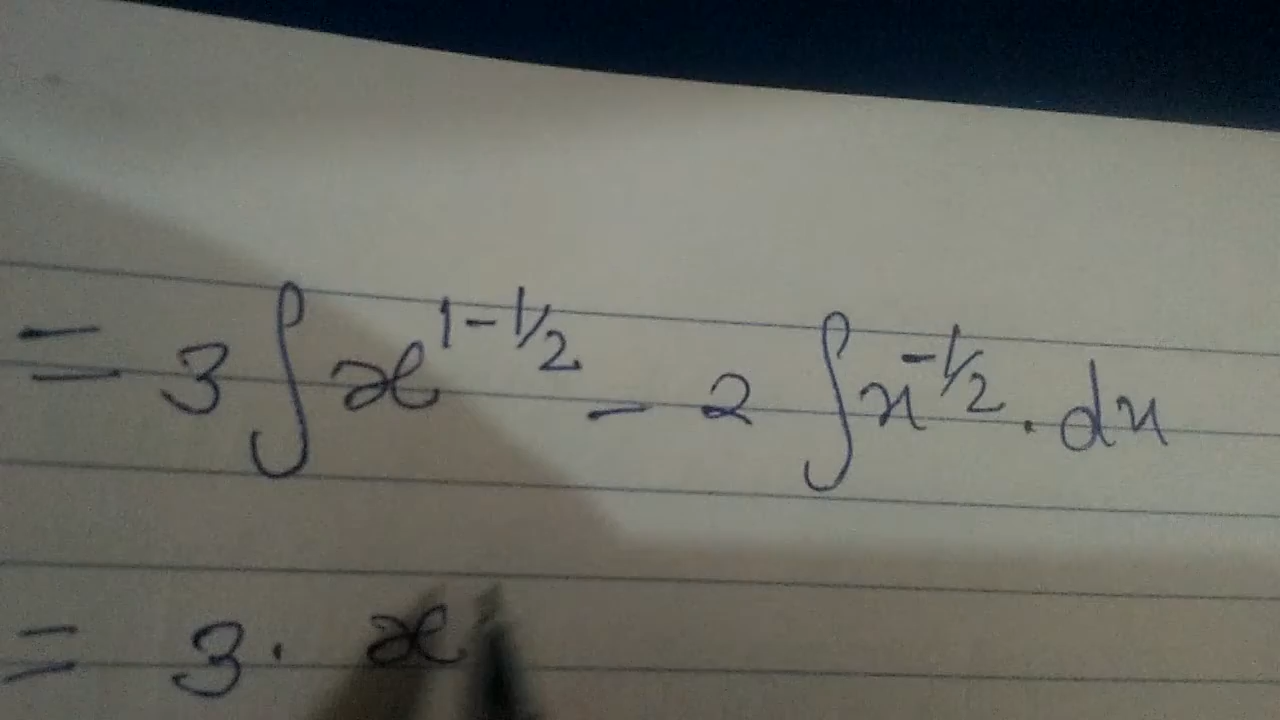 = 3 ∫ x^{1-1/2} - 2 ∫ x^{-1/2} . dx
= 3 . x